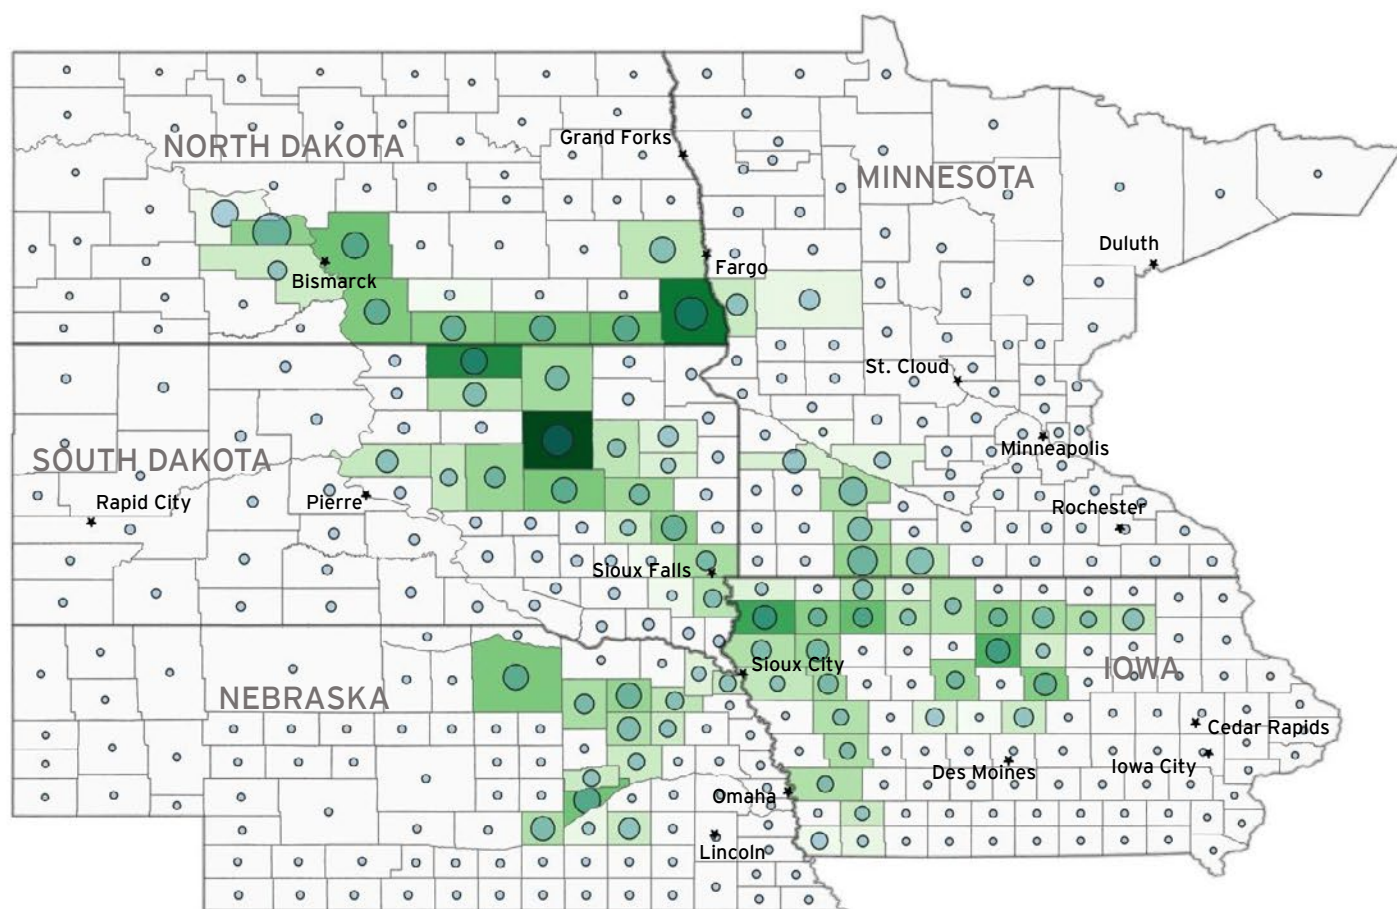 Grand Forks
NORTH DAKOTA
MINNESOTA
Duluth
Fargo
Bismarck
St. Cloud
Minneapolis
SOUTH DAKOTA
Rapid City
Pierre
Rochester
Sioux Falls
Sioux City
IOWA
NEBRASKA
Cedar Rapids
Des Moines
Iowa City
Omaha
Lincoln